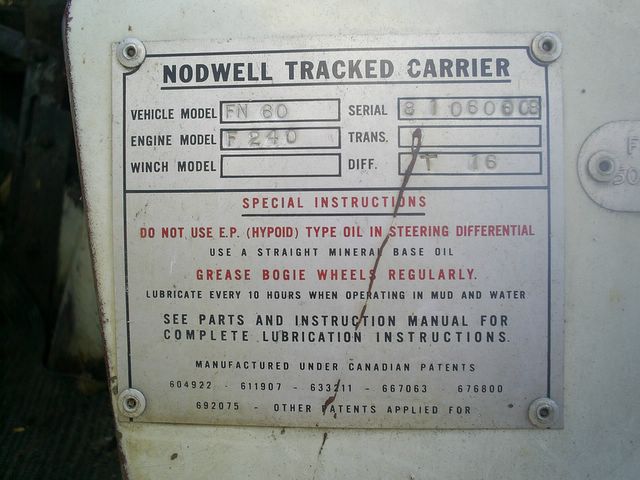 NODWELL TRACKED CARRIER
VEHICLE MODEL FN 60 SERIAL
ENGINE MODEL F 240 TRANS.
WINCH MODEL DIFF. T 16
SPECIAL INSTRUCTIONS
DO NOT USE E.P. (HYPOID) TYPE OIL IN STEERING DIFFERENTIAL
USE A STRAIGHT MINERAL BASE OIL
GREASE BOGIE WHEELS REGULARLY.
LUBRICATE EVERY 10 HOURS WHEN OPERATING IN MUD AND WATER
SEE PARTS AND INSTRUCTION MANUAL FOR
COMPLETE LUBRICATION INSTRUCTIONS.
MANUFACTURED UNDER CANADIAN PATENTS
604922 - 611907 - 633211 - 667063 - 676800
692075 - OTHER PATENTS APPLIED FOR